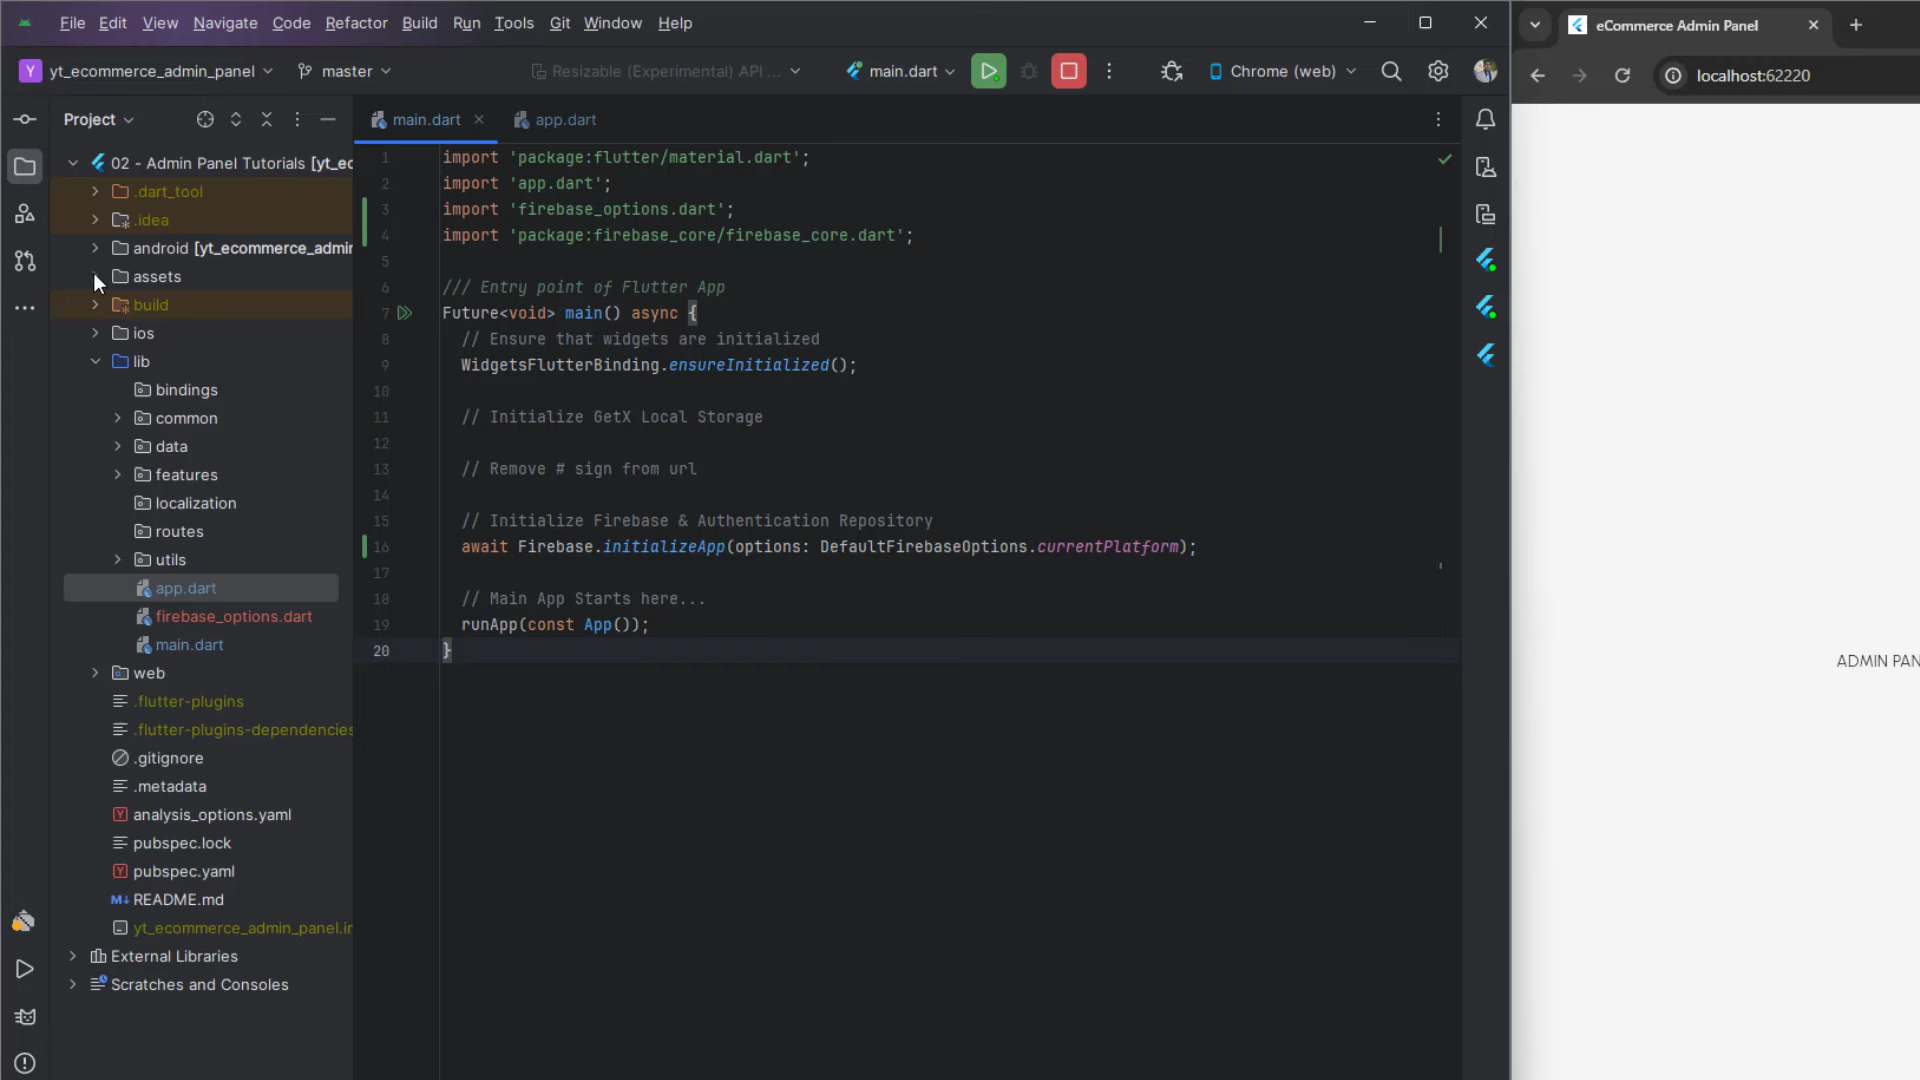 File Edit View Navigate Code Refactor Build Run Tools Git Window Help
Y yt_ecommerce_admin_panel master Resizable (Experimental) API ... main.dart Chrome (web)
Project
02 - Admin Panel Tutorials [yt_ec
.dart_tool
.idea
android [yt_ecommerce_admin
assets
build
ios
lib
bindings
common
data
features
localization
routes
utils
app.dart
firebase_options.dart
main.dart
web
.flutter-plugins
.flutter-plugins-dependencies
.gitignore
.metadata
analysis_options.yaml
pubspec.lock
pubspec.yaml
README.md
yt_ecommerce_admin_panel.ir
External Libraries
Scratches and Consoles
main.dart app.dart
1 import 'package:flutter/material.dart';
2 import 'app.dart';
3 import 'firebase_options.dart';
4 import 'package:firebase_core/firebase_core.dart';
5
6 /// Entry point of Flutter App
7 Future<void> main() async {
8 // Ensure that widgets are initialized
9 WidgetsFlutterBinding.ensureInitialized();
10
11 // Initialize GetX Local Storage
12
13 // Remove # sign from url
14
15 // Initialize Firebase & Authentication Repository
16 await Firebase.initializeApp(options: DefaultFirebaseOptions.currentPlatform);
17
18 // Main App Starts here...
19 runApp(const App());
20 }
eCommerce Admin Panel
localhost:62220
ADMIN PAN